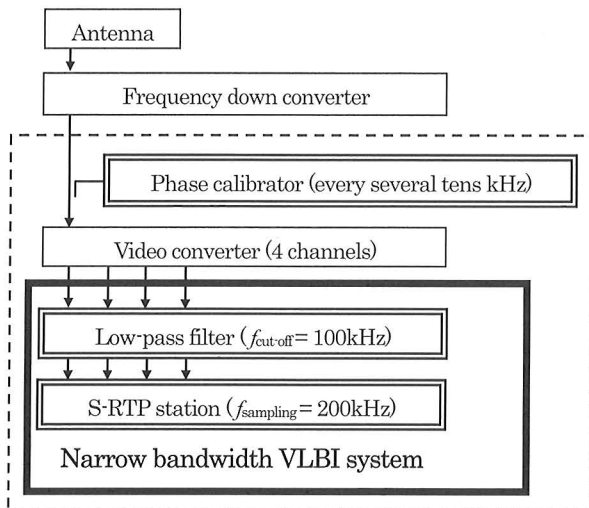 Antenna
Frequency down converter
Phase calibrator (every several tens kHz)
Video converter (4 channels)
Low-pass filter (fcut-off = 100kHz)
S-RTP station (fsampling = 200kHz)
Narrow bandwidth VLBI system